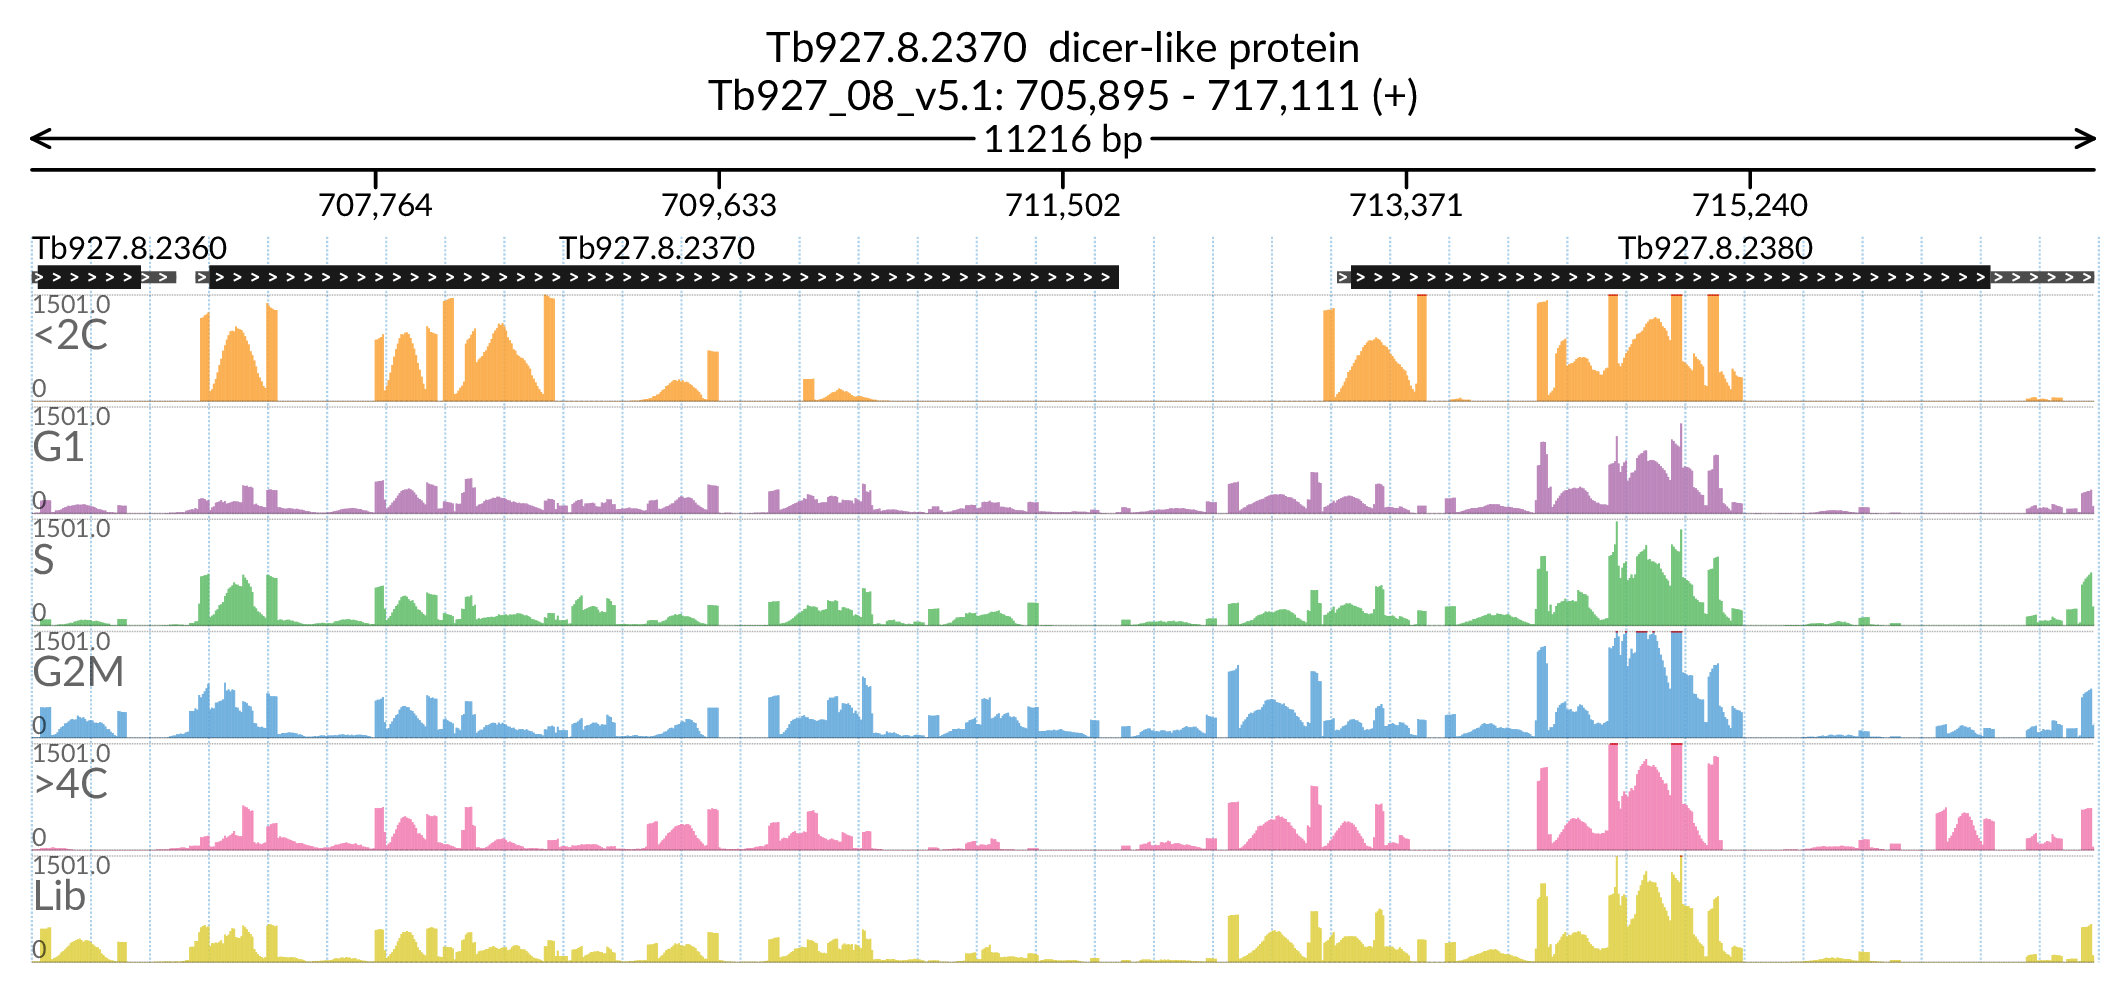 Tb927.8.2370  dicer-like protein
Tb927_08_v5.1: 705,895 - 717,111 (+)
11216 bp
707,764 709,633 711,502 713,371 715,240
Tb927.8.2360 Tb927.8.2370 Tb927.8.2380
1501.0
<2C
0
1501.0
G1
0
1501.0
S
0
1501.0
G2M
0
1501.0
>4C
0
1501.0
Lib
0